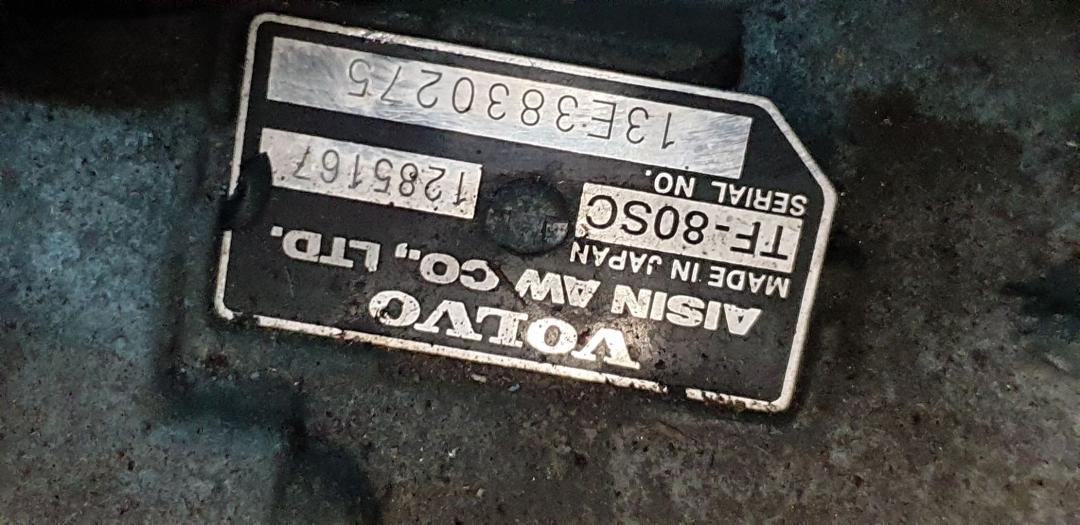 VOLVO
AISIN AW CO., LTD.
MADE IN JAPAN
TF-80SC 1285167
SERIAL NO.
13E3830275